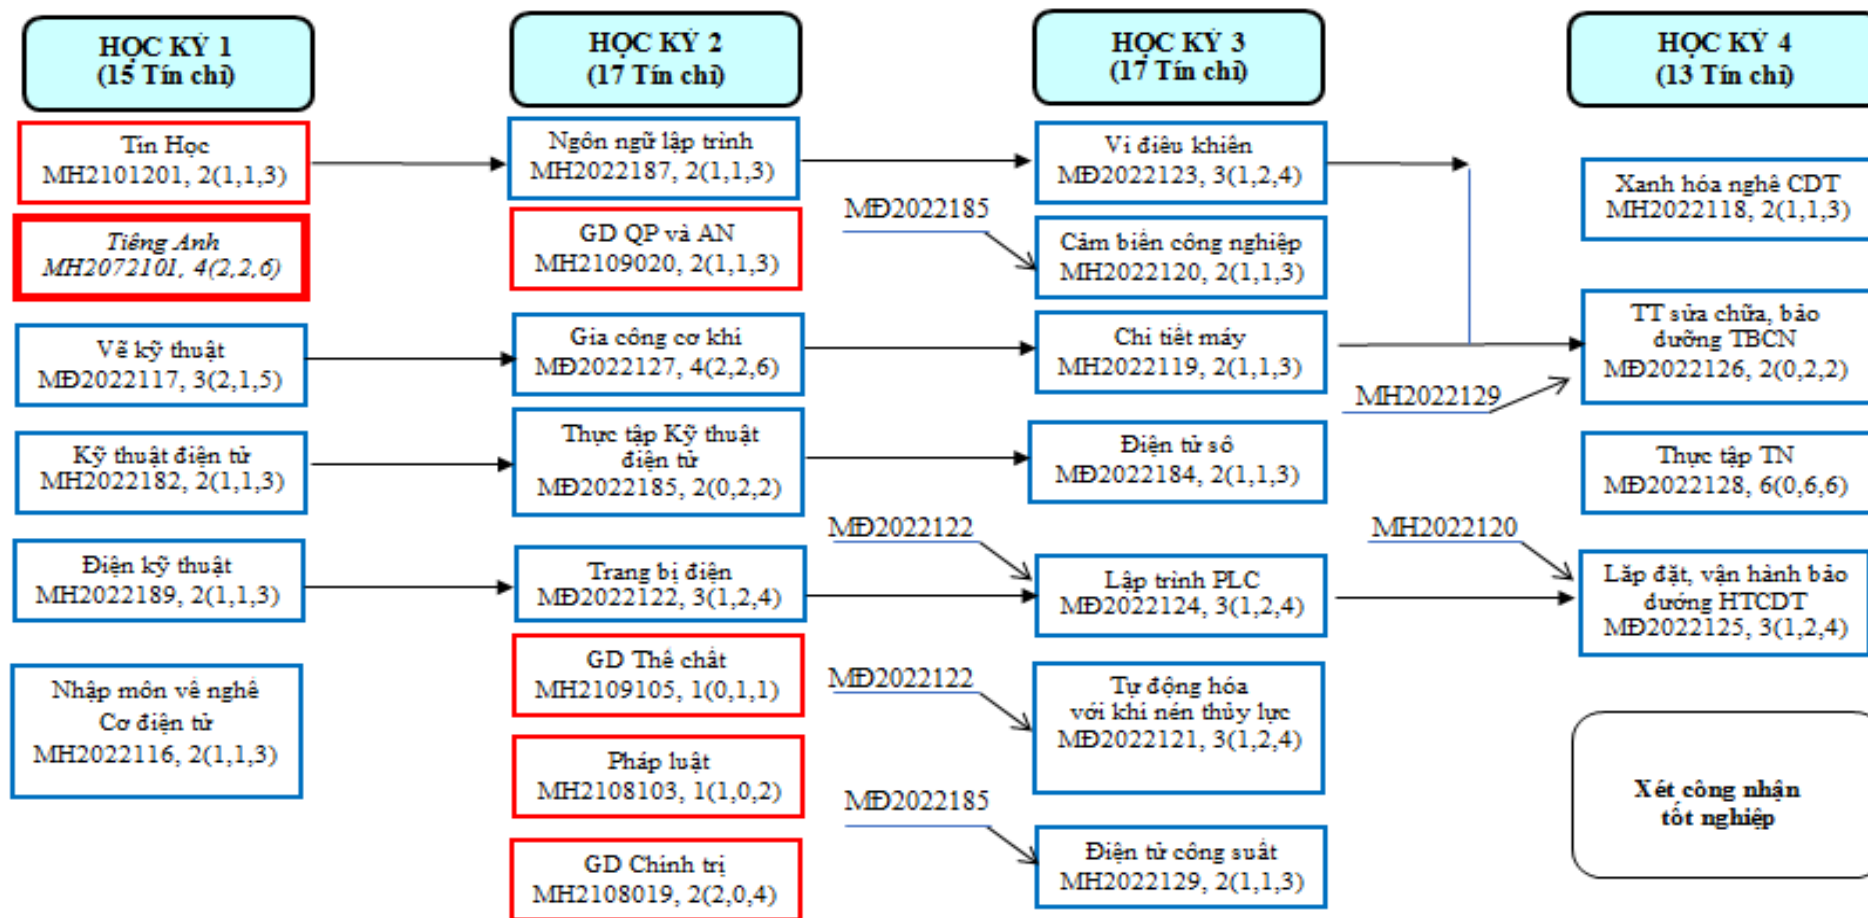 HỌC KỲ 1
(15 Tín chỉ)
Tin Học
MH2101201, 2(1,1,3)
Tiếng Anh
MH2072101, 4(2,2,6)
Vẽ kỹ thuật
MĐ2022117, 3(2,1,5)
Kỹ thuật điện tử
MH2022182, 2(1,1,3)
Điện kỹ thuật
MH2022189, 2(1,1,3)
Nhập môn về nghề
Cơ điện tử
MH2022116, 2(1,1,3)
HỌC KỲ 2
(17 Tín chỉ)
Ngôn ngữ lập trình
MH2022187, 2(1,1,3)
GD QP và AN
MH2109020, 2(1,1,3)
Gia công cơ khí
MĐ2022127, 4(2,2,6)
Thực tập Kỹ thuật
điện tử
MĐ2022185, 2(0,2,2)
Trang bị điện
MĐ2022122, 3(1,2,4)
GD Thể chất
MH2109105, 1(0,1,1)
Pháp luật
MH2108103, 1(1,0,2)
GD Chính trị
MH2108019, 2(2,0,4)
MĐ2022185
MĐ2022122
MĐ2022122
MĐ2022185
HỌC KỲ 3
(17 Tín chỉ)
Vi điều khiển
MĐ2022123, 3(1,2,4)
Cảm biến công nghiệp
MH2022120, 2(1,1,3)
Chi tiết máy
MH2022119, 2(1,1,3)
Điện tử số
MĐ2022184, 2(1,1,3)
Lập trình PLC
MĐ2022124, 3(1,2,4)
Tự động hóa
với khí nén thủy lực
MĐ2022121, 3(1,2,4)
Điện tử công suất
MH2022129, 2(1,1,3)
MH2022129
MH2022120
HỌC KỲ 4
(13 Tín chỉ)
Xanh hóa nghề CDT
MH2022118, 2(1,1,3)
TT sửa chữa, bảo
dưỡng TBCN
MĐ2022126, 2(0,2,2)
Thực tập TN
MĐ2022128, 6(0,6,6)
Lắp đặt, vận hành bảo
dướng HTCDT
MĐ2022125, 3(1,2,4)
Xét công nhận
tốt nghiệp